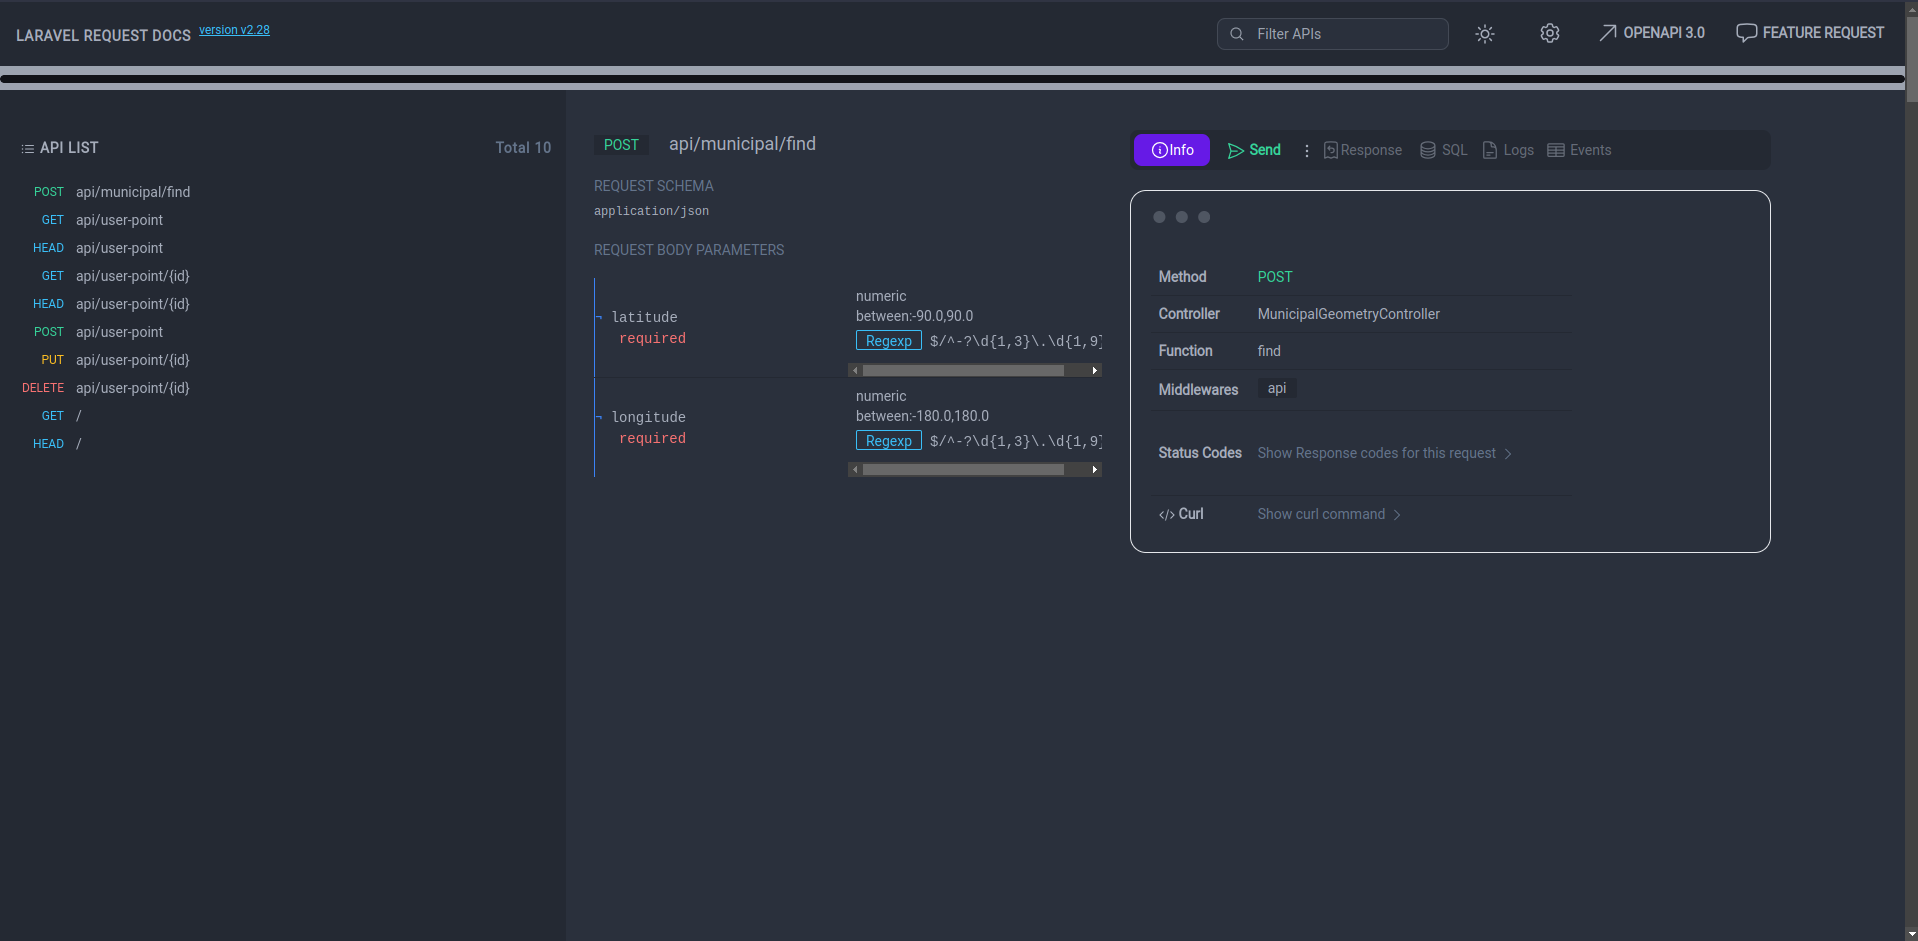 LARAVEL REQUEST DOCS version v2.28
Filter APIs
OPENAPI 3.0
FEATURE REQUEST
API LIST
Total 10
POST api/municipal/find
GET api/user-point
HEAD api/user-point
GET api/user-point/{id}
HEAD api/user-point/{id}
POST api/user-point
PUT api/user-point/{id}
DELETE api/user-point/{id}
GET /
HEAD /
POST api/municipal/find
REQUEST SCHEMA
application/json
REQUEST BODY PARAMETERS
¬ latitude
required
numeric
between:-90.0,90.0
Regexp $/^-?\d{1,3}\.\d{1,9}
¬ longitude
required
numeric
between:-180.0,180.0
Regexp $/^-?\d{1,3}\.\d{1,9}
Info
Send
Response
SQL
Logs
Events
Method POST
Controller MunicipalGeometryController
Function find
Middlewares api
Status Codes Show Response codes for this request
</> Curl Show curl command